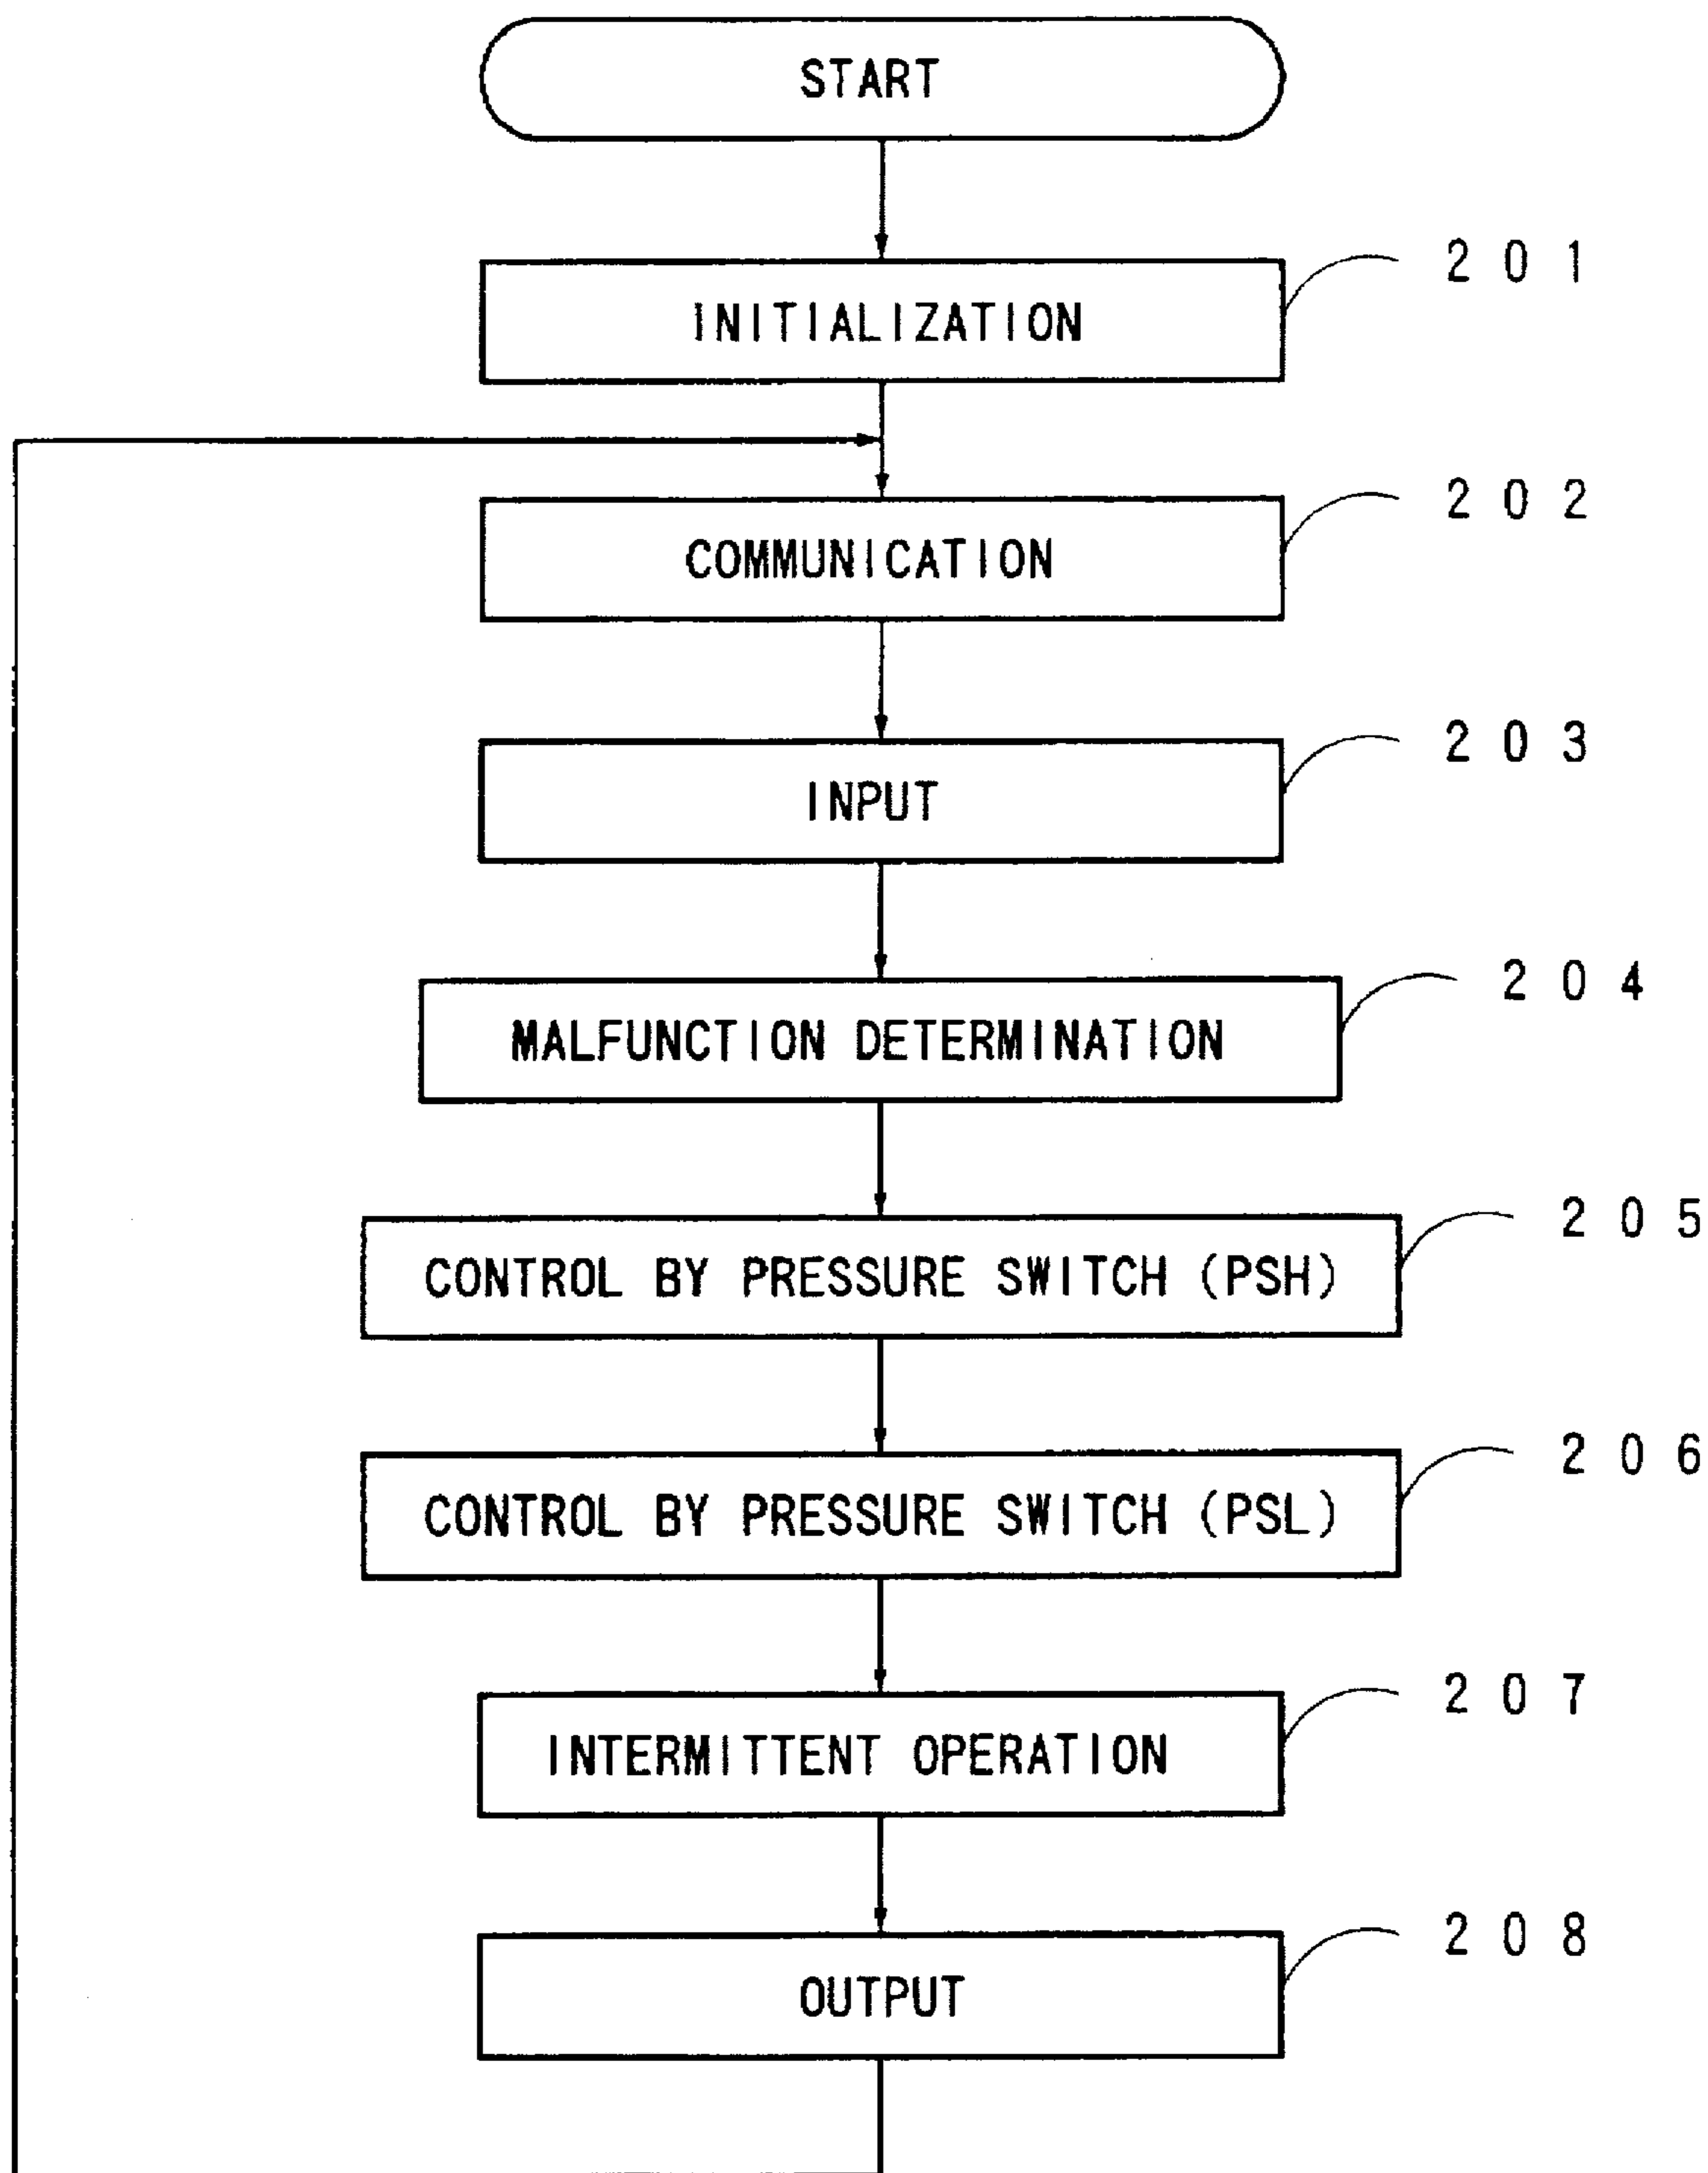 START
201
INITIALIZATION
202
COMMUNICATION
203
INPUT
204
MALFUNCTION DETERMINATION
205
CONTROL BY PRESSURE SWITCH (PSH)
206
CONTROL BY PRESSURE SWITCH (PSL)
207
INTERMITTENT OPERATION
208
OUTPUT